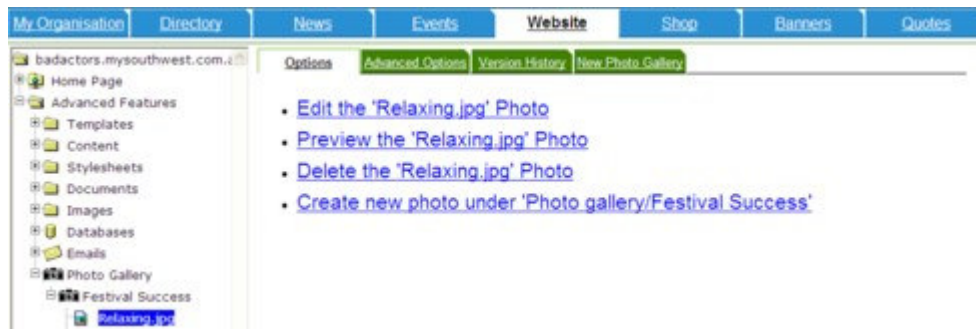 My Organisation Directory News Events Website Shop Banners Quotes
badactors.mysouthwest.com.a
Home Page
Advanced Features
Templates
Content
Stylesheets
Documents
Images
Databases
Emails
Photo Gallery
Festival Success
Relaxing.jpg
Options Advanced Options Version History New Photo Gallery
Edit the 'Relaxing.jpg' Photo
Preview the 'Relaxing.jpg' Photo
Delete the 'Relaxing.jpg' Photo
Create new photo under 'Photo gallery/Festival Success'